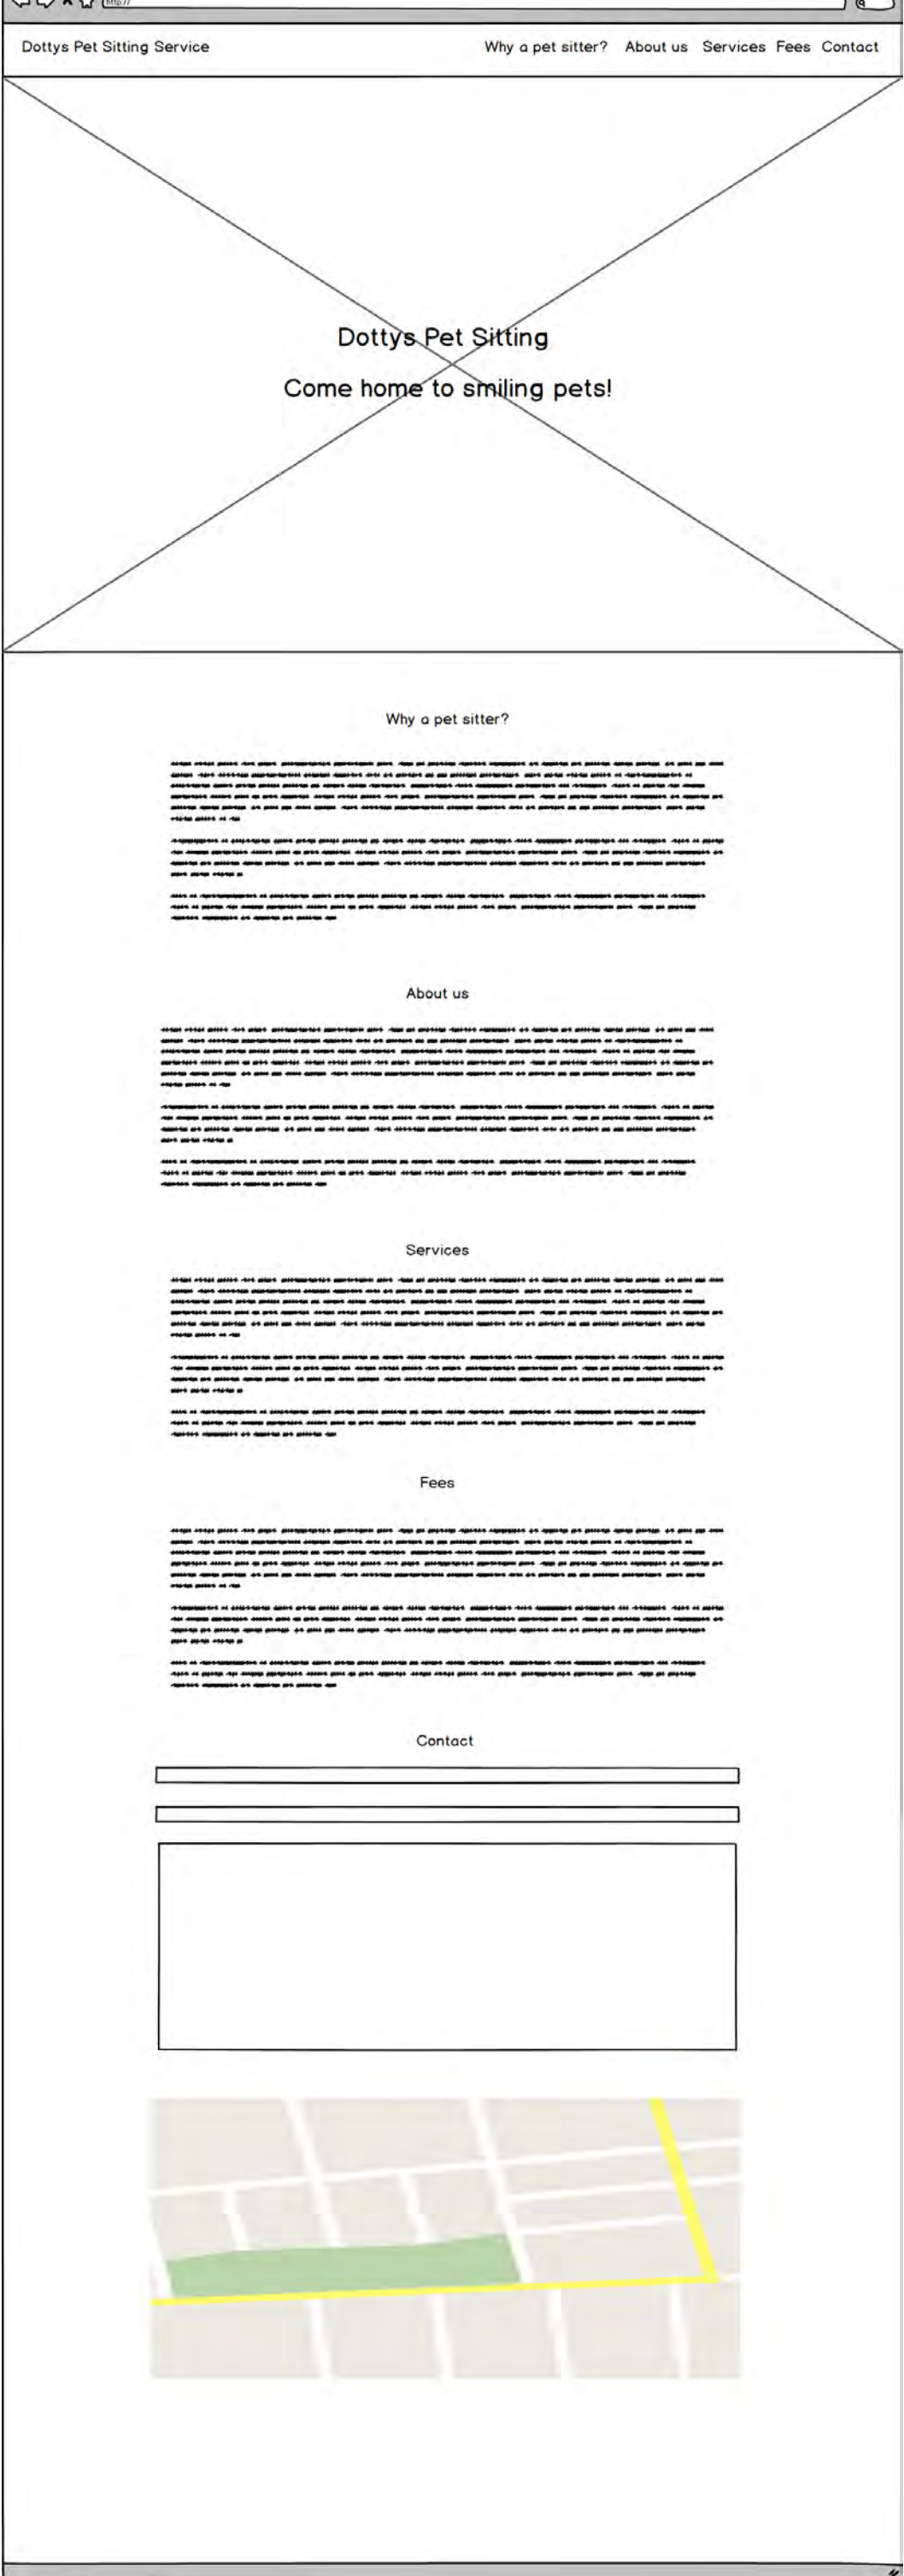 http://
Dottys Pet Sitting Service
Why a pet sitter? About us Services Fees Contact
Dottys Pet Sitting
Come home to smiling pets!
Why a pet sitter?
About us
Services
Fees
Contact